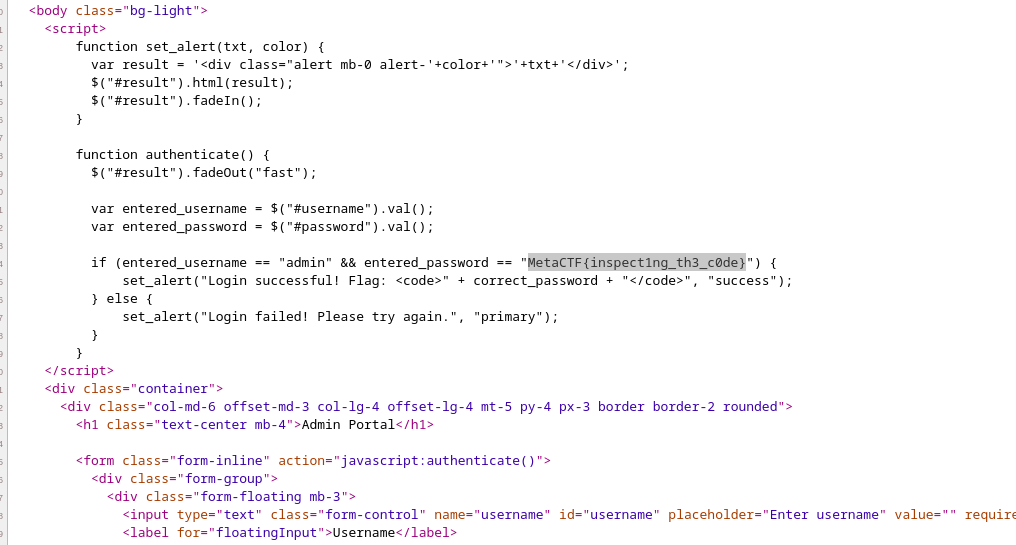 <body class="bg-light">
<script>
function set_alert(txt, color) {
var result = '<div class="alert mb-0 alert-'+color+'">'+txt+'</div>';
$("#result").html(result);
$("#result").fadeIn();
}
function authenticate() {
$("#result").fadeOut("fast");
var entered_username = $("#username").val();
var entered_password = $("#password").val();
if (entered_username == "admin" && entered_password == "MetaCTF{inspect1ng_th3_c0de}") {
set_alert("Login successful! Flag: <code>" + correct_password + "</code>", "success");
} else {
set_alert("Login failed! Please try again.", "primary");
}
}
</script>
<div class="container">
<div class="col-md-6 offset-md-3 col-lg-4 offset-lg-4 mt-5 py-4 px-3 border border-2 rounded">
<h1 class="text-center mb-4">Admin Portal</h1>
<form class="form-inline" action="javascript:authenticate()">
<div class="form-group">
<div class="form-floating mb-3">
<input type="text" class="form-control" name="username" id="username" placeholder="Enter username" value="" require
<label for="floatingInput">Username</label>